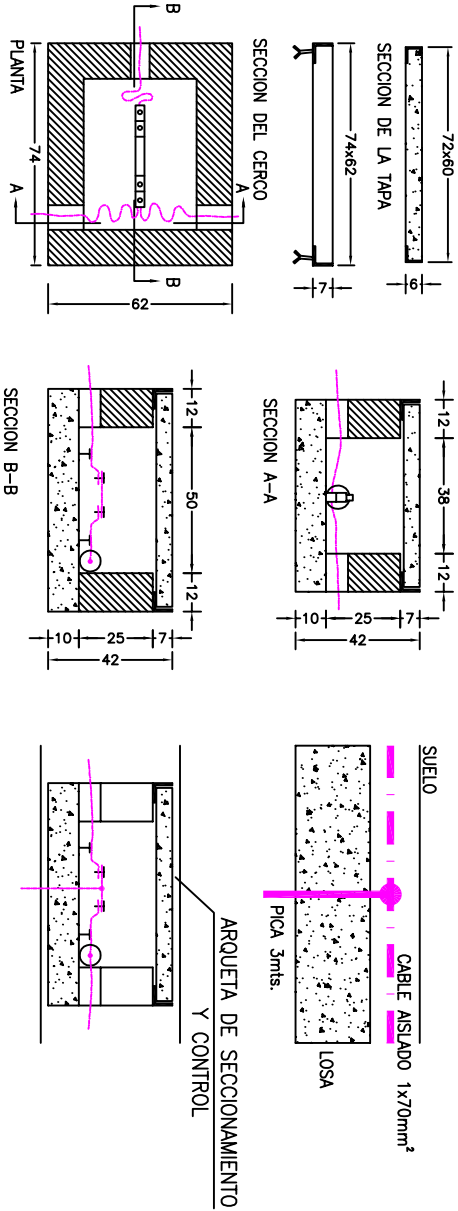 72x60
6
SECCION DE LA TAPA
74x62
7
SECCION DEL CERCO
B
B
A
A
62
74
PLANTA
12
38
12
10
25
7
42
SECCION A-A
12
50
12
10
25
7
42
SECCION B-B
SUELO
CABLE AISLADO 1x70mm²
PICA 3mts.
LOSA
ARQUETA DE SECCIONAMIENTO
Y CONTROL